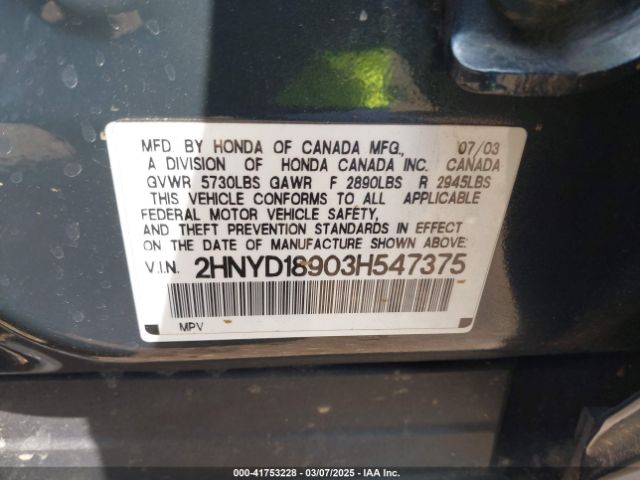 MFD BY HONDA OF CANADA MFG., 07/03
A DIVISION OF HONDA CANADA INC. CANADA
GVWR 5730LBS GAWR F 2890LBS R 2945LBS
THIS VEHICLE CONFORMS TO ALL APPLICABLE
FEDERAL MOTOR VEHICLE SAFETY,
AND THEFT PREVENTION STANDARDS IN EFFECT
ON THE DATE OF MANUFACTURE SHOWN ABOVE:
V.I.N. 2HNYD18903H547375
MPV
000-41753228 — 03/07/2025 — IAA Inc.